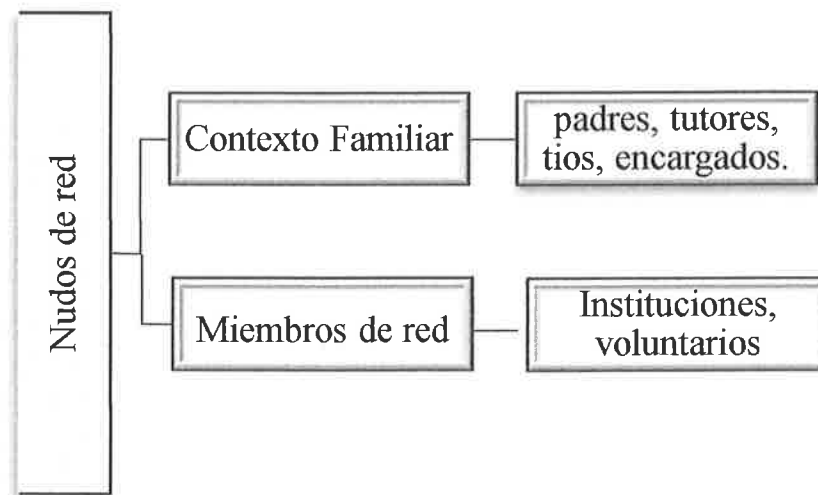 Nudos de red
Contexto Familiar
padres, tutores,
tios, encargados.
Miembros de red
Instituciones,
voluntarios